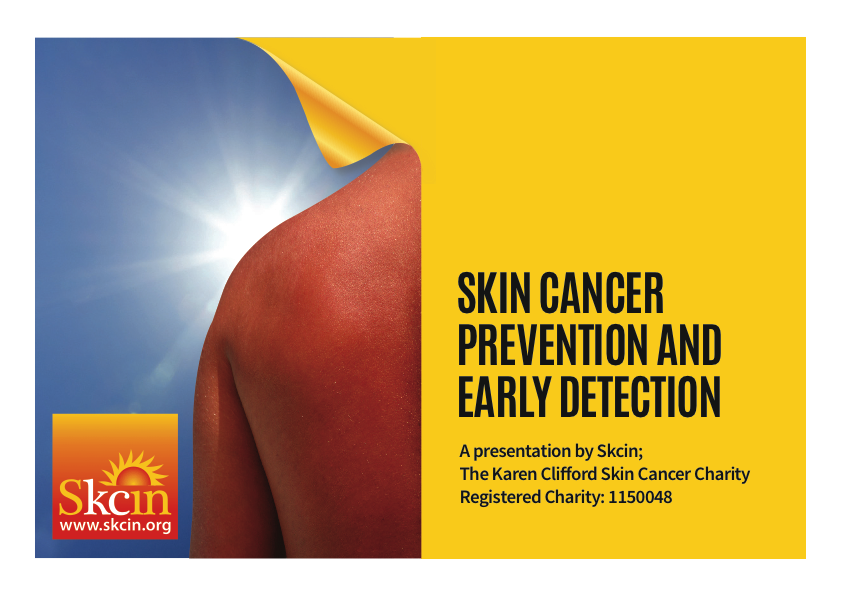 SKIN CANCER
PREVENTION AND
EARLY DETECTION
A presentation by Skcin;
The Karen Clifford Skin Cancer Charity
Registered Charity: 1150048
Skcin
www.skcin.org